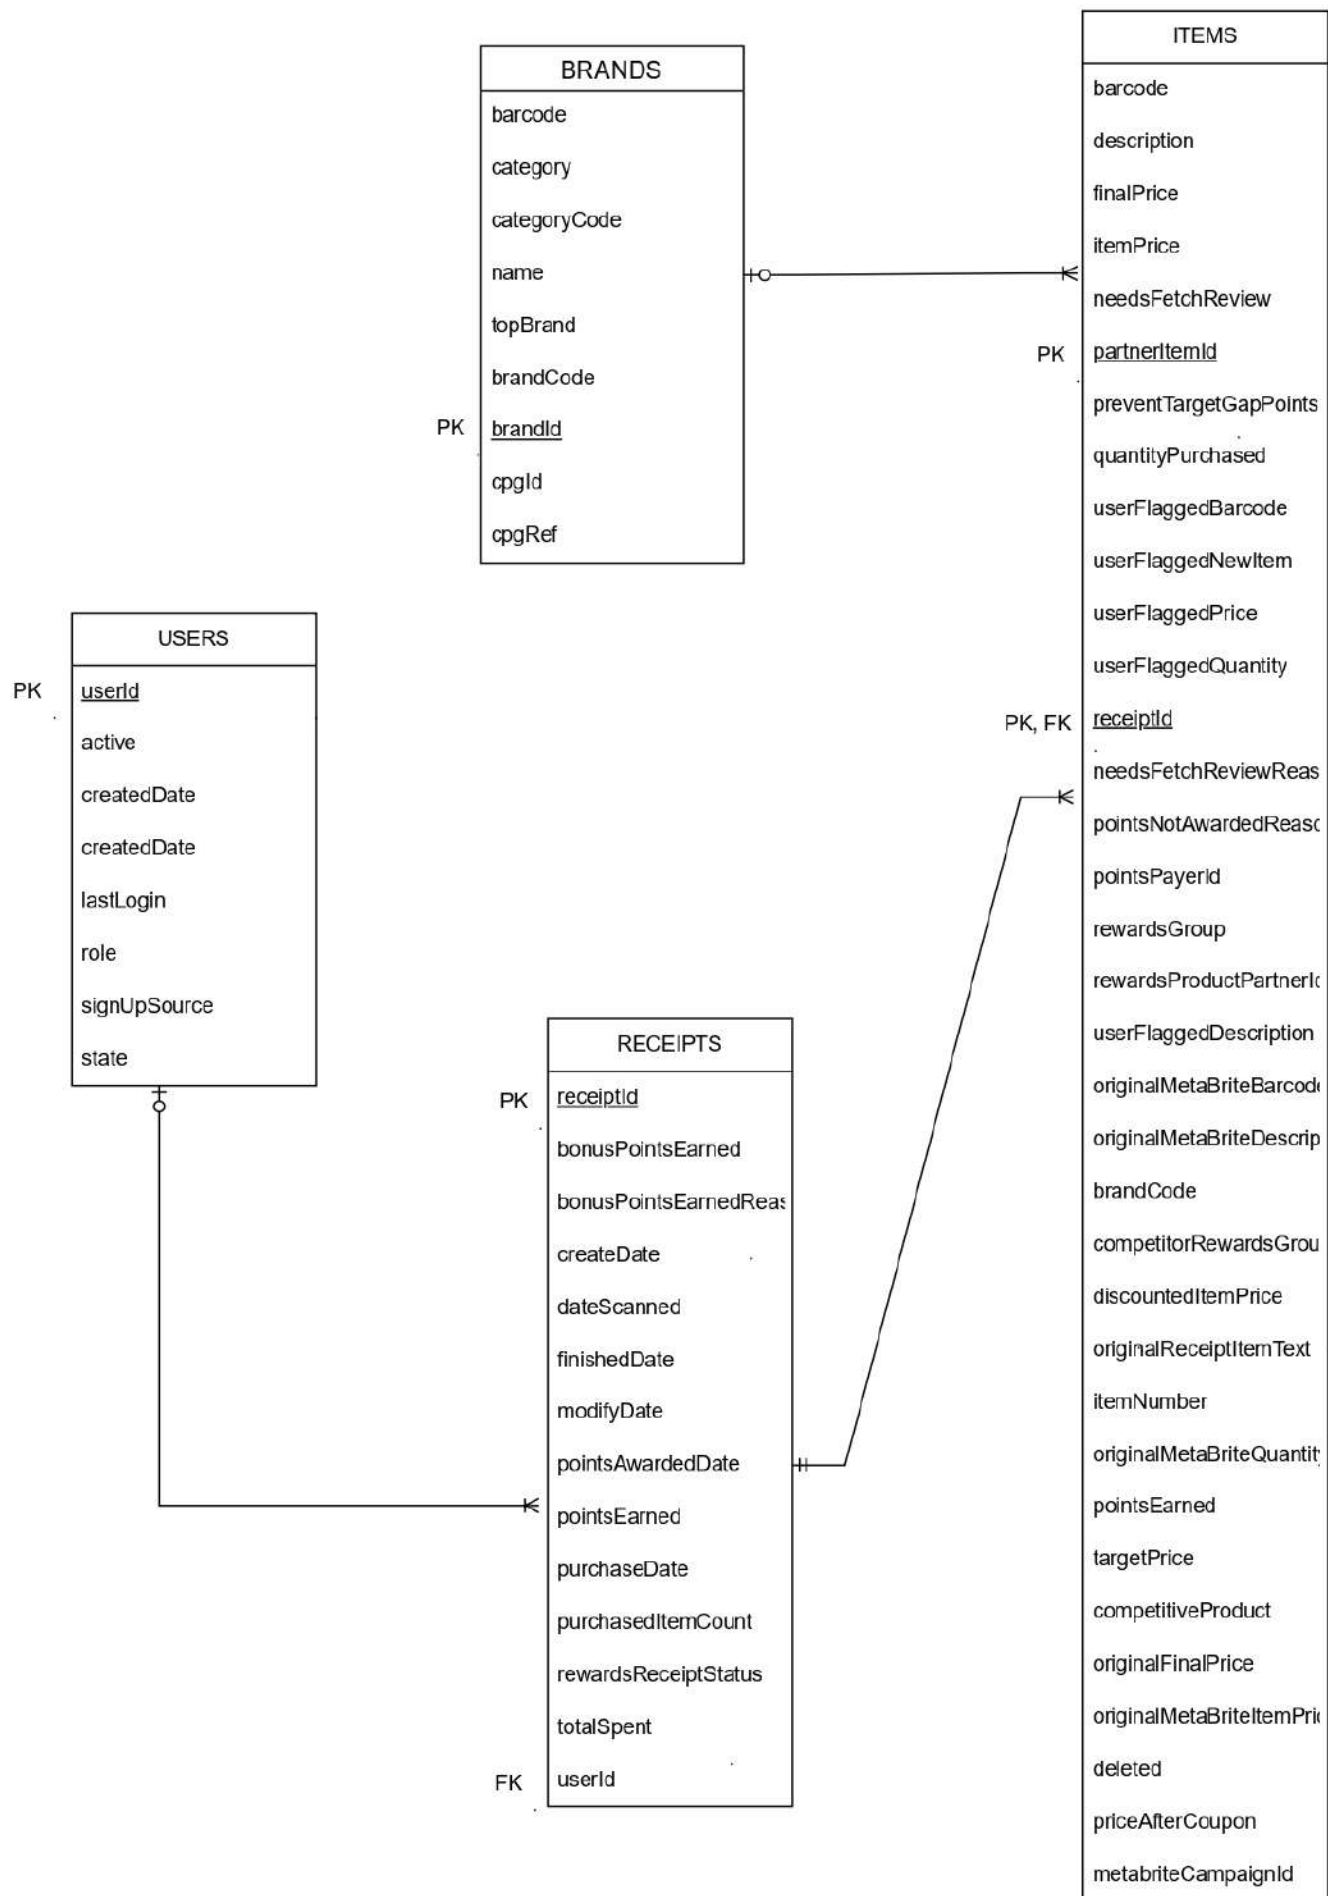 BRANDS
barcode
category
categoryCode
name
topBrand
brandCode
PK brandId
cpgId
cpgRef
USERS
PK userId
active
createdDate
createdDate
lastLogin
role
signUpSource
state
RECEIPTS
PK receiptId
bonusPointsEarned
bonusPointsEarnedReas
createDate
dateScanned
finishedDate
modifyDate
pointsAwardedDate
pointsEarned
purchaseDate
purchasedItemCount
rewardsReceiptStatus
totalSpent
FK userId
ITEMS
barcode
description
finalPrice
itemPrice
needsFetchReview
PK partnerItemId
preventTargetGapPoints
quantityPurchased
userFlaggedBarcode
userFlaggedNewItem
userFlaggedPrice
userFlaggedQuantity
PK, FK receiptId
needsFetchReviewReas
pointsNotAwardedReaso
pointsPayerId
rewardsGroup
rewardsProductPartnerId
userFlaggedDescription
originalMetaBriteBarcode
originalMetaBriteDescrip
brandCode
competitorRewardsGrou
discountedItemPrice
originalReceiptItemText
itemNumber
originalMetaBriteQuantity
pointsEarned
targetPrice
competitiveProduct
originalFinalPrice
originalMetaBriteItemPric
deleted
priceAfterCoupon
metabriteCampaignId